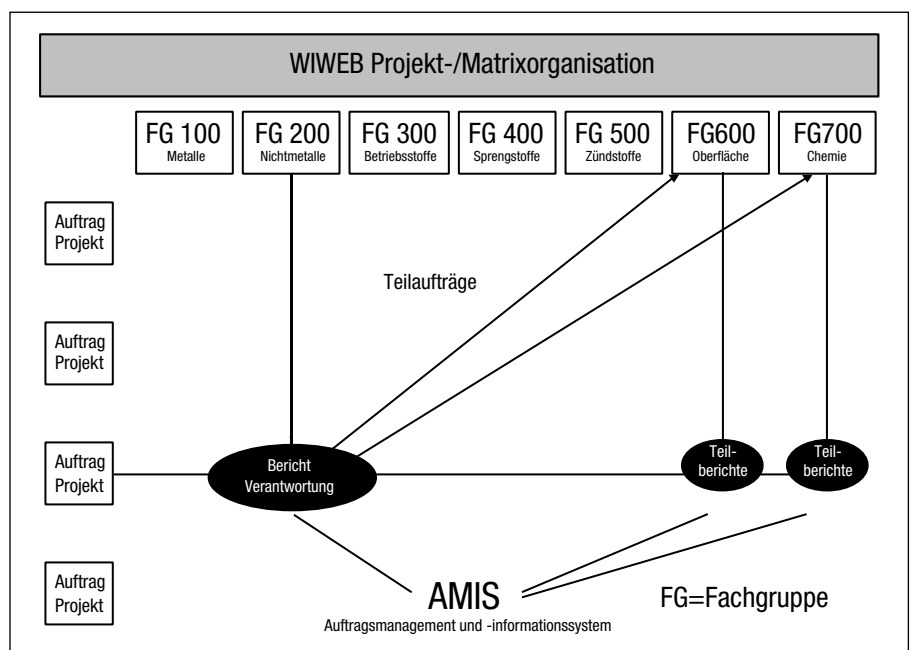 WIWEB Projekt-/Matrixorganisation
FG 100
Metalle
FG 200
Nichtmetalle
FG 300
Betriebsstoffe
FG 400
Sprengstoffe
FG 500
Zündstoffe
FG600
Oberfläche
FG700
Chemie
Auftrag
Projekt
Teilaufträge
Auftrag
Projekt
Auftrag
Projekt
Bericht
Verantwortung
Teil-
berichte
Teil-
berichte
Auftrag
Projekt
AMIS
Auftragsmanagement und -informationssystem
FG=Fachgruppe